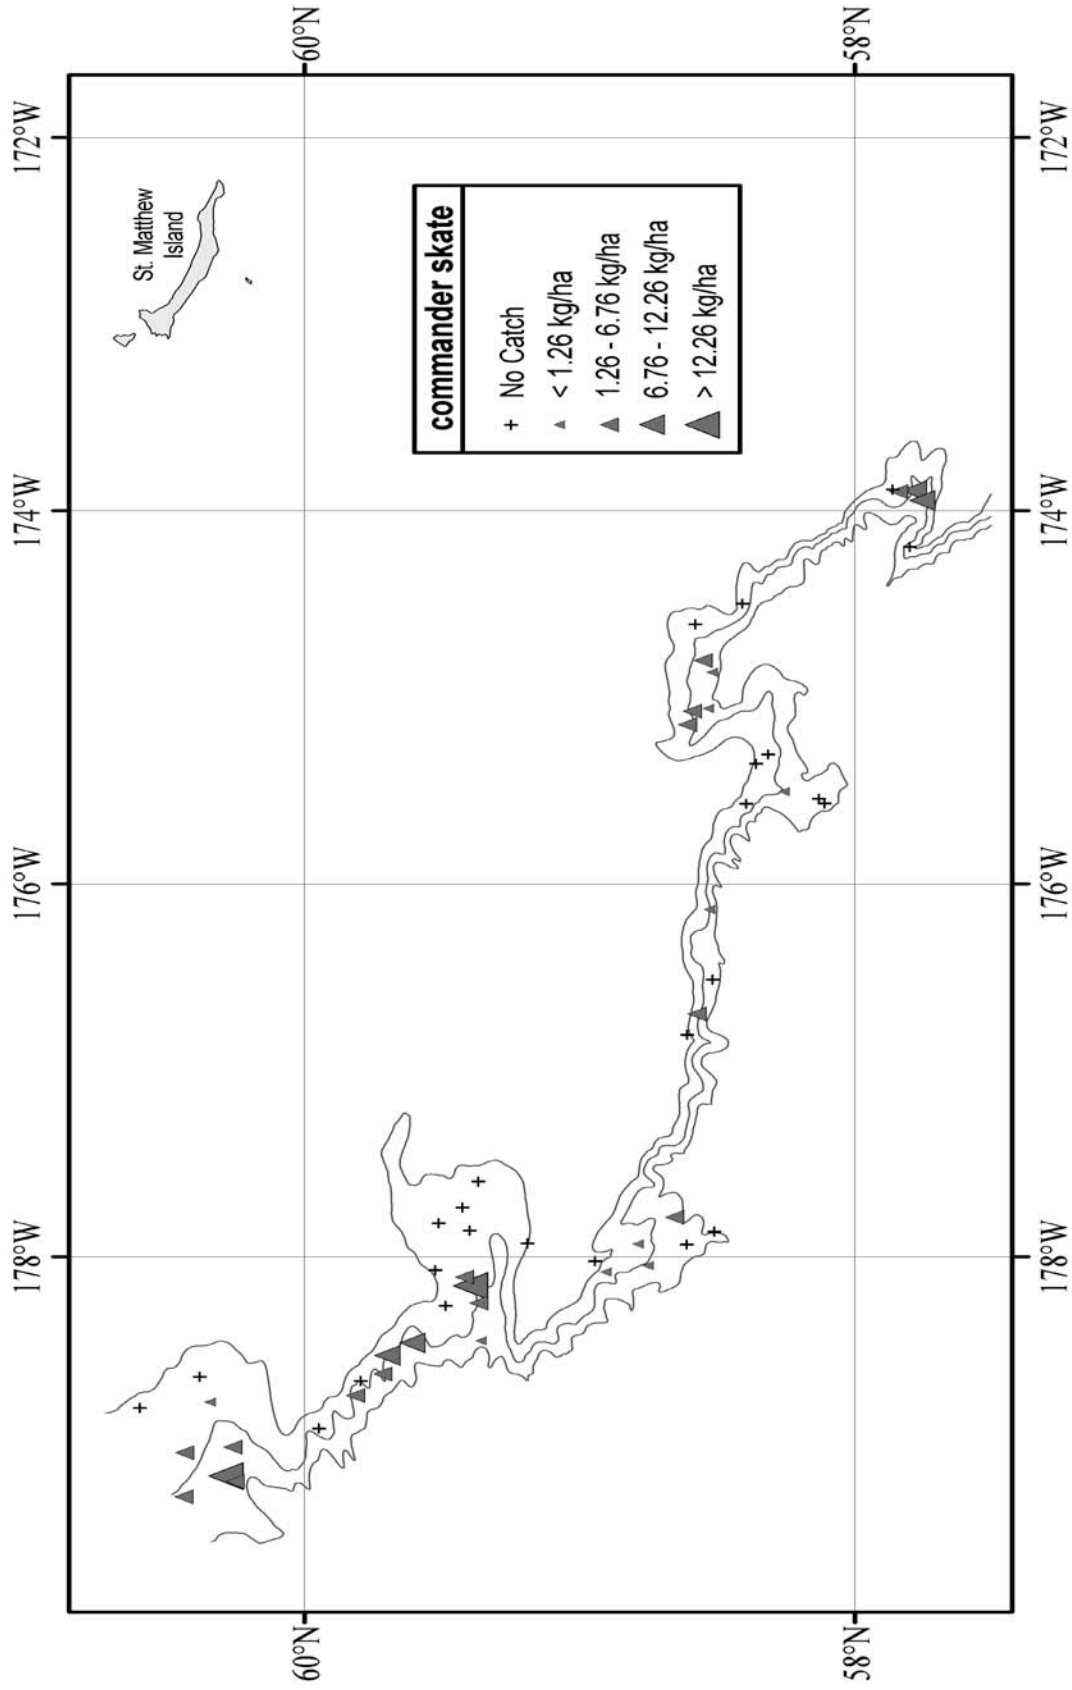 172°W
174°W
176°W
178°W
60°N
58°N
St. Matthew
Island
commander skate
No Catch
< 1.26 kg/ha
1.26 - 6.76 kg/ha
6.76 - 12.26 kg/ha
> 12.26 kg/ha
60°N
58°N
172°W
174°W
176°W
178°W